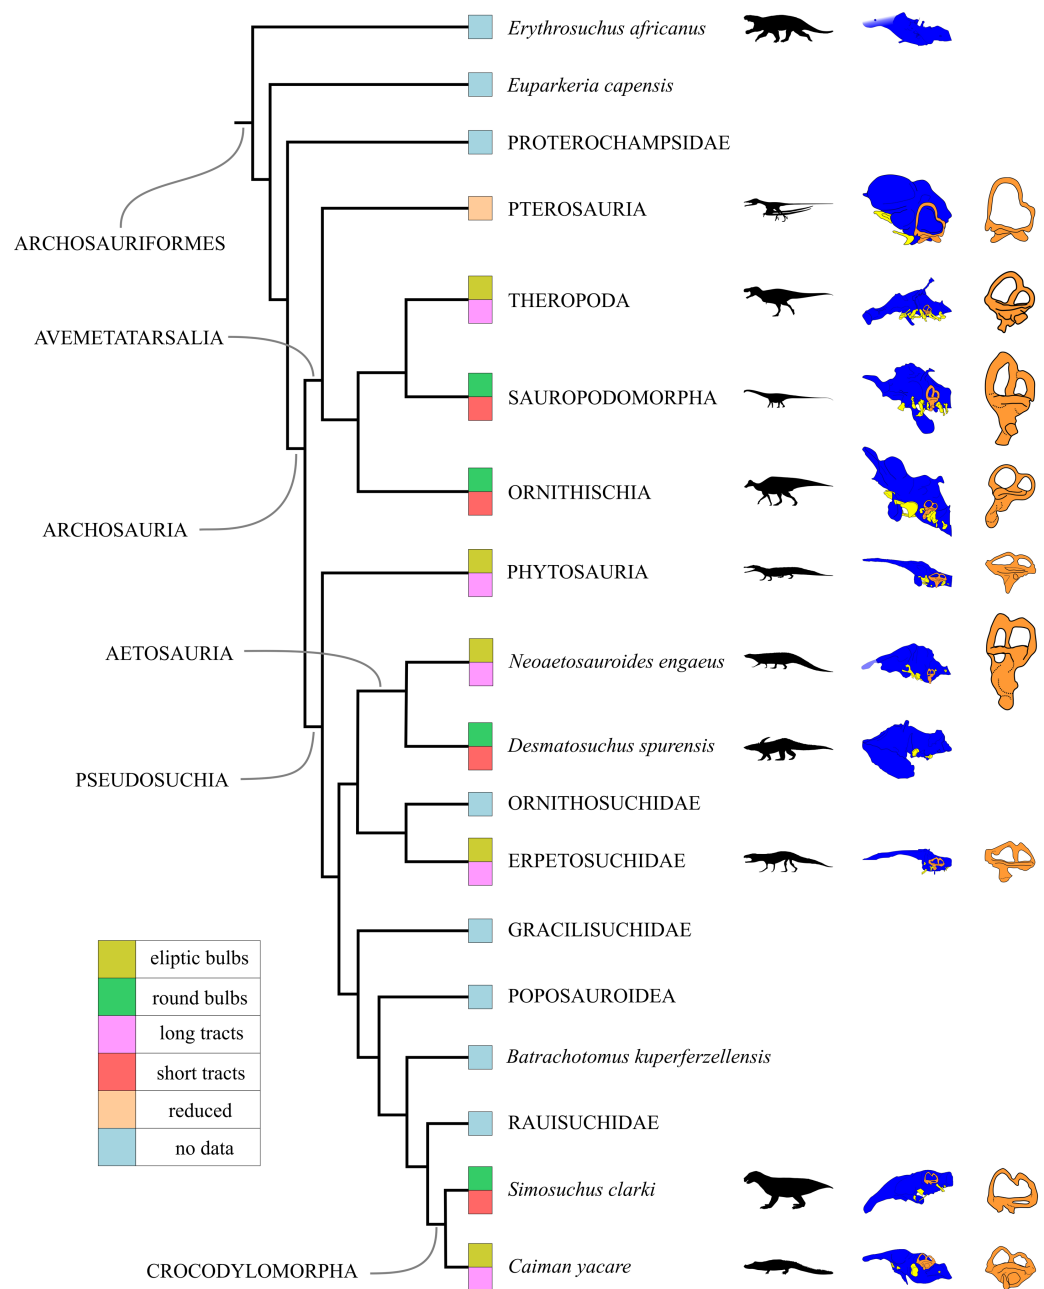 Erythrosuchus africanus
Euparkeria capensis
PROTEROCHAMPSIDAE
PTEROSAURIA
ARCHOSAURIFORMES
THEROPODA
AVEMETATARSALIA
SAUROPODOMORPHA
ORNITHISCHIA
ARCHOSAURIA
PHYTOSAURIA
AETOSAURIA
Neoaetosauroides engaeus
Desmatosuchus spurensis
PSEUDOSUCHIA
ORNITHOSUCHIDAE
ERPETOSUCHIDAE
GRACILISUCHIDAE
eliptic bulbs
round bulbs
long tracts
short tracts
reduced
no data
POPOSAUROIDEA
Batrachotomus kuperferzellensis
RAUISUCHIDAE
Simosuchus clarki
CROCODYLOMORPHA
Caiman yacare